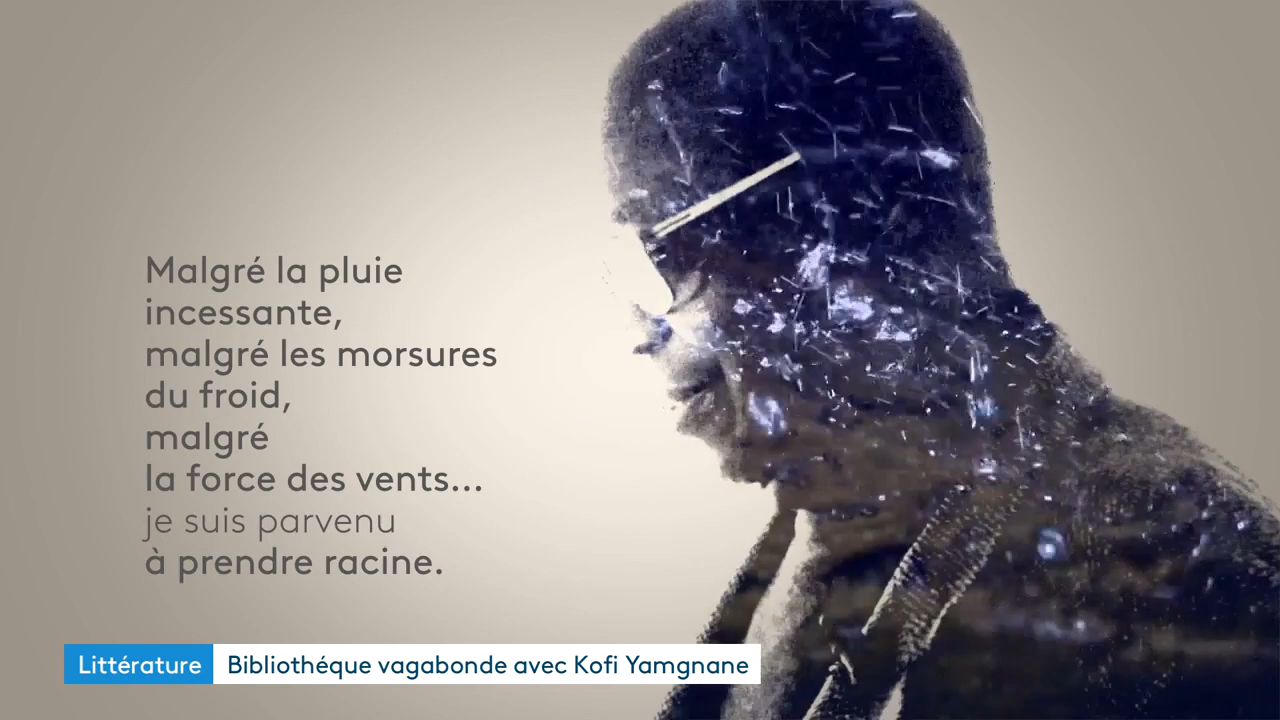 Malgré la pluie
incessante,
malgré les morsures
du froid,
malgré
la force des vents...
je suis parvenu
à prendre racine.
Littérature Bibliothéque vagabonde avec Kofi Yamgnane